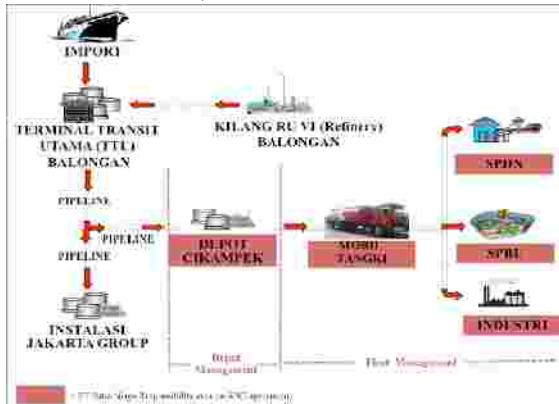 IMPORT
TERMINAL TRANSIT
UTAMA (TTU)
BALONGAN
KILANG RU VI (Refinery)
BALONGAN
SPDN
PIPELINE
PIPELINE
DEPOT
CIKAMPEK
MOBIL
TANGKI
SPBU
PIPELINE
INSTALASI
JAKARTA GROUP
INDUSTRI
Depot
Management
Fleet Management